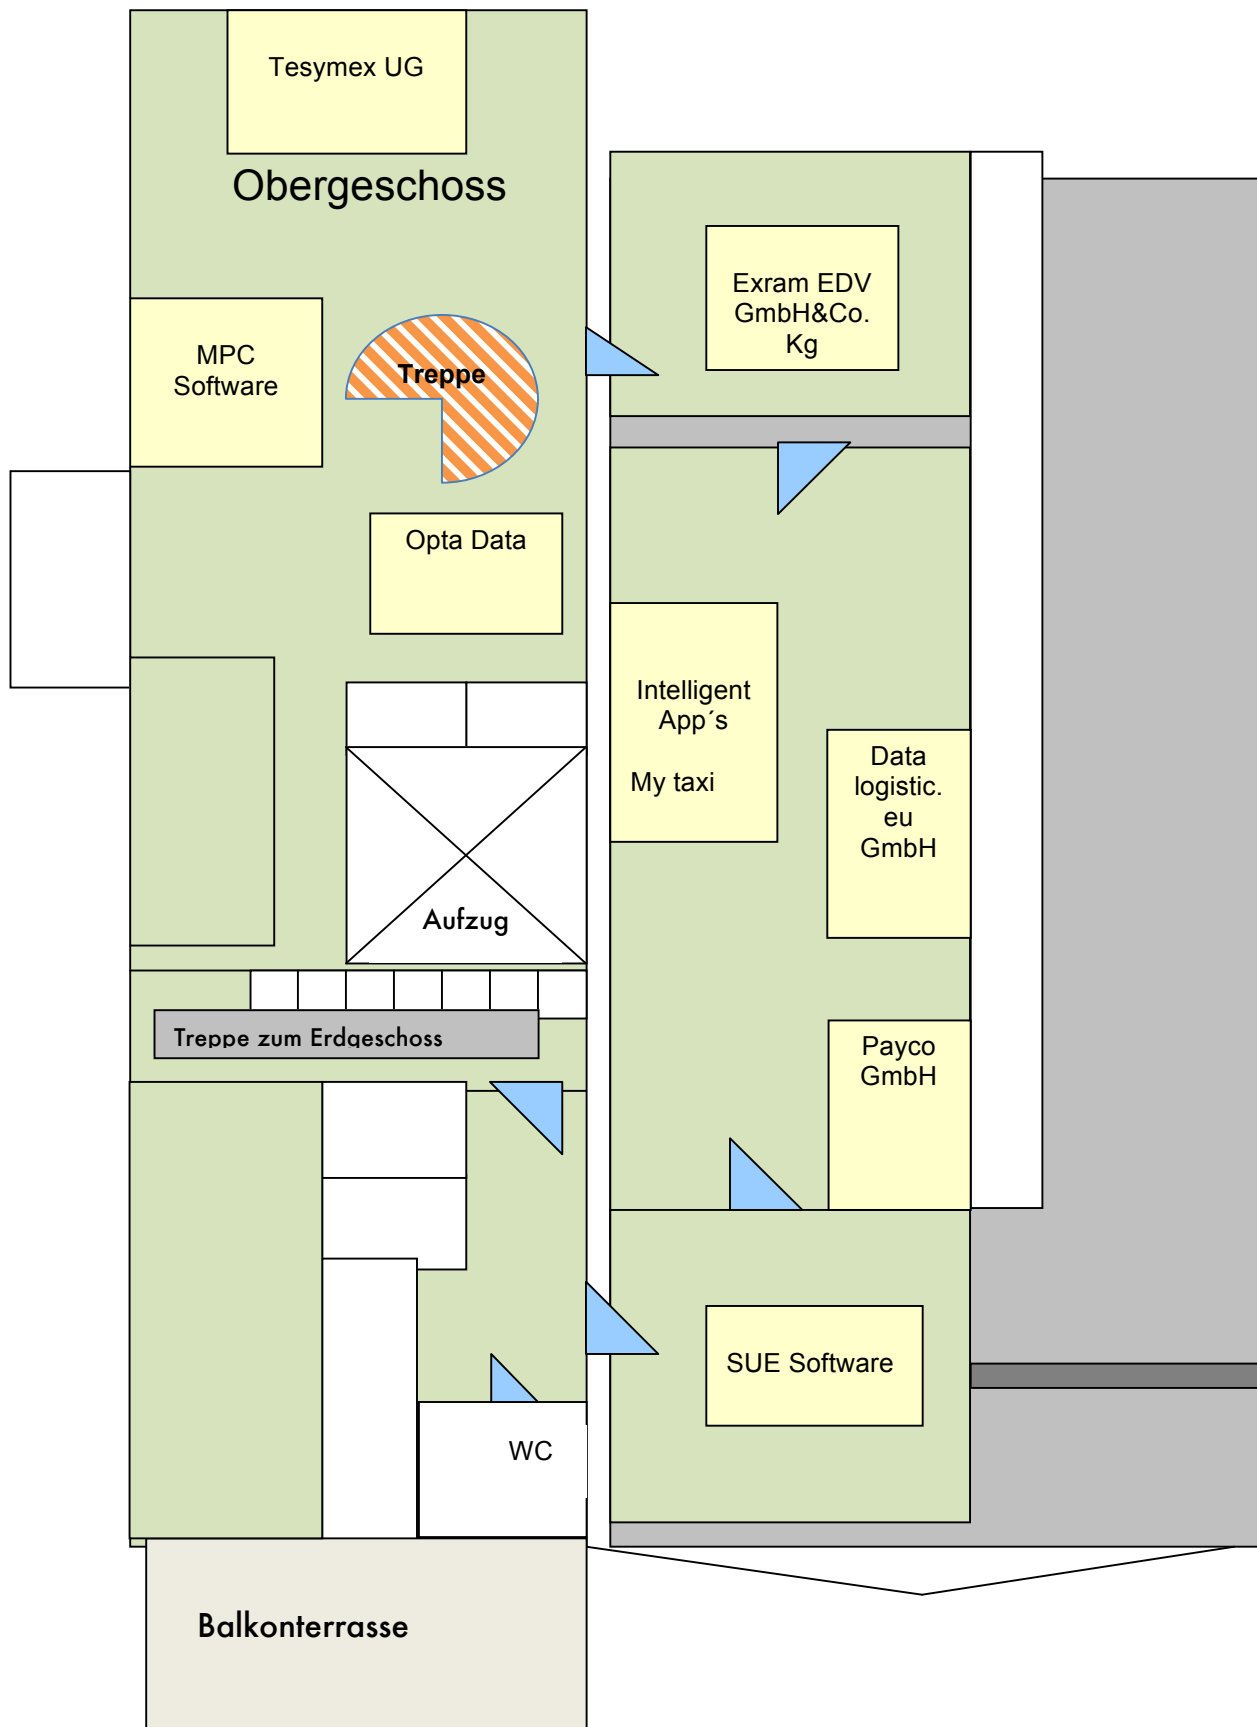 Tesymex UG
Obergeschoss
Exram EDV
GmbH&Co.
Kg
MPC
Software
Treppe
Opta Data
Intelligent
App´s
My taxi
Data
logistic.
eu
GmbH
Aufzug
Treppe zum Erdgeschoss
Payco
GmbH
SUE Software
WC
Balkonterrasse